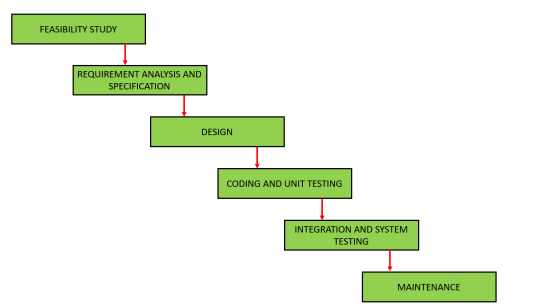 FEASIBILITY STUDY
REQUIREMENT ANALYSIS AND
SPECIFICATION
DESIGN
CODING AND UNIT TESTING
INTEGRATION AND SYSTEM
TESTING
MAINTENANCE